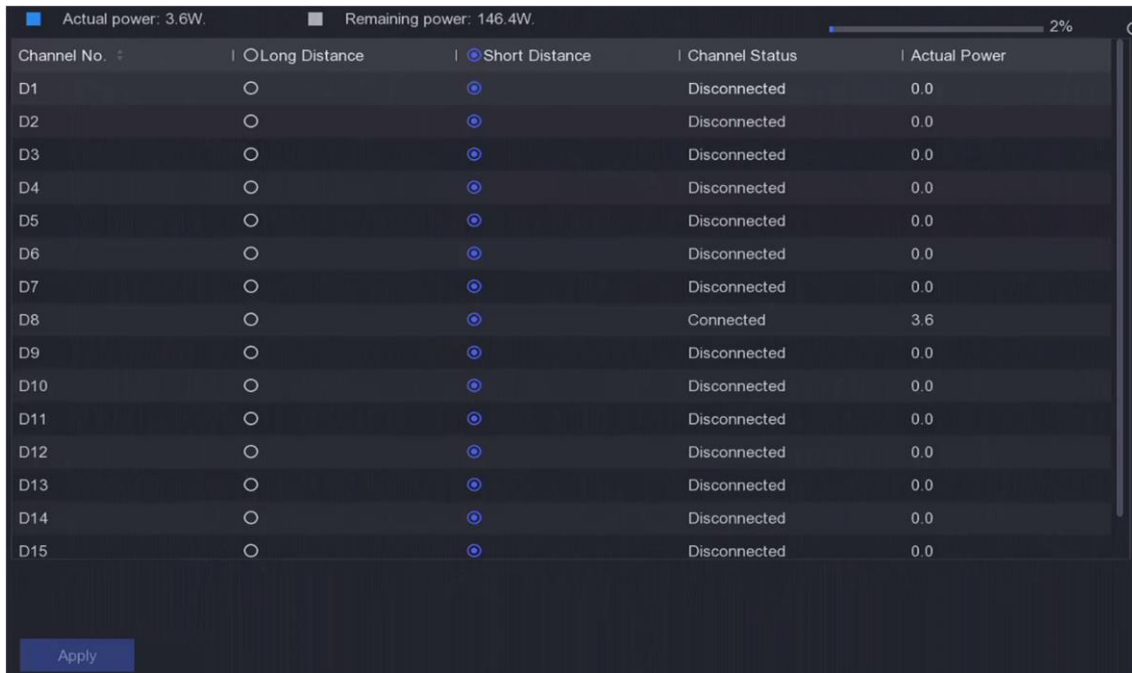 Actual power: 3.6W. Remaining power: 146.4W. 2%
Channel No. Long Distance Short Distance Channel Status Actual Power
D1 Disconnected 0.0
D2 Disconnected 0.0
D3 Disconnected 0.0
D4 Disconnected 0.0
D5 Disconnected 0.0
D6 Disconnected 0.0
D7 Disconnected 0.0
D8 Connected 3.6
D9 Disconnected 0.0
D10 Disconnected 0.0
D11 Disconnected 0.0
D12 Disconnected 0.0
D13 Disconnected 0.0
D14 Disconnected 0.0
D15 Disconnected 0.0
Apply